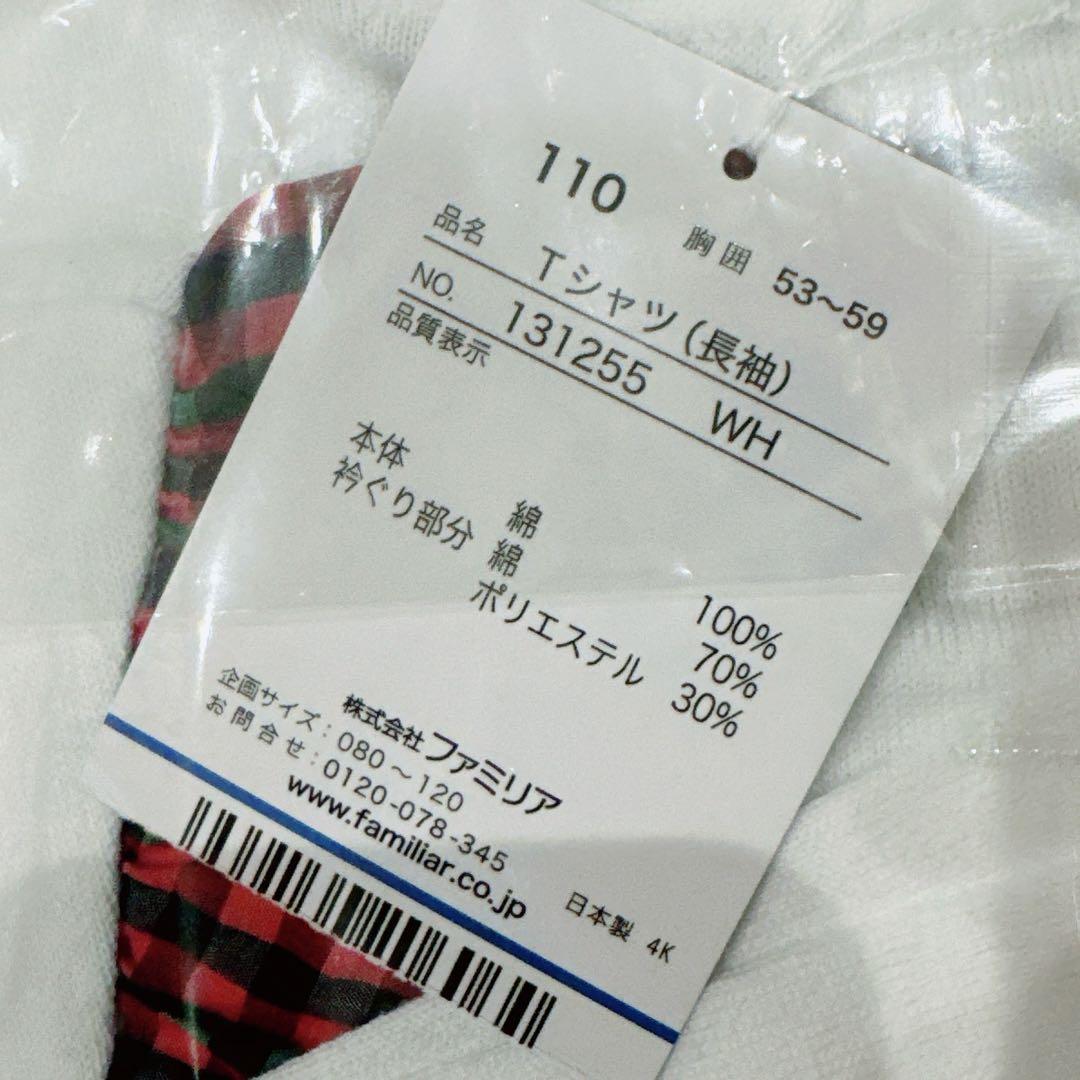 110 胸囲 53〜59
品名 Tシャツ(長袖)
NO. 131255 WH
品質表示
本体 綿 100%
衿ぐり部分 綿 70%
ポリエステル 30%
株式会社ファミリア
企画サイズ:080〜120
お問合せ:0120-078-345
www.familiar.co.jp
日本製 4K